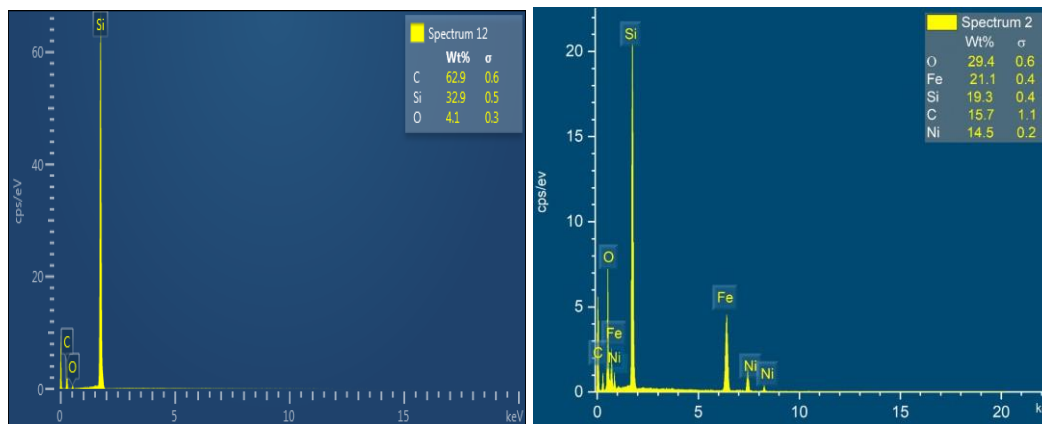 Si
Spectrum 12
Wt% σ
C 62.9 0.6
Si 32.9 0.5
O 4.1 0.3
60
40
20
0
cps/eV
C
O
0 5 10 15 keV
Spectrum 2
Wt% σ
O 29.4 0.6
Fe 21.1 0.4
Si 19.3 0.4
C 15.7 1.1
Ni 14.5 0.2
Si
20
15
10
5
0
cps/ev
O
Fe
Fe
C
Ni
Ni
Ni
0 5 10 15 20 k